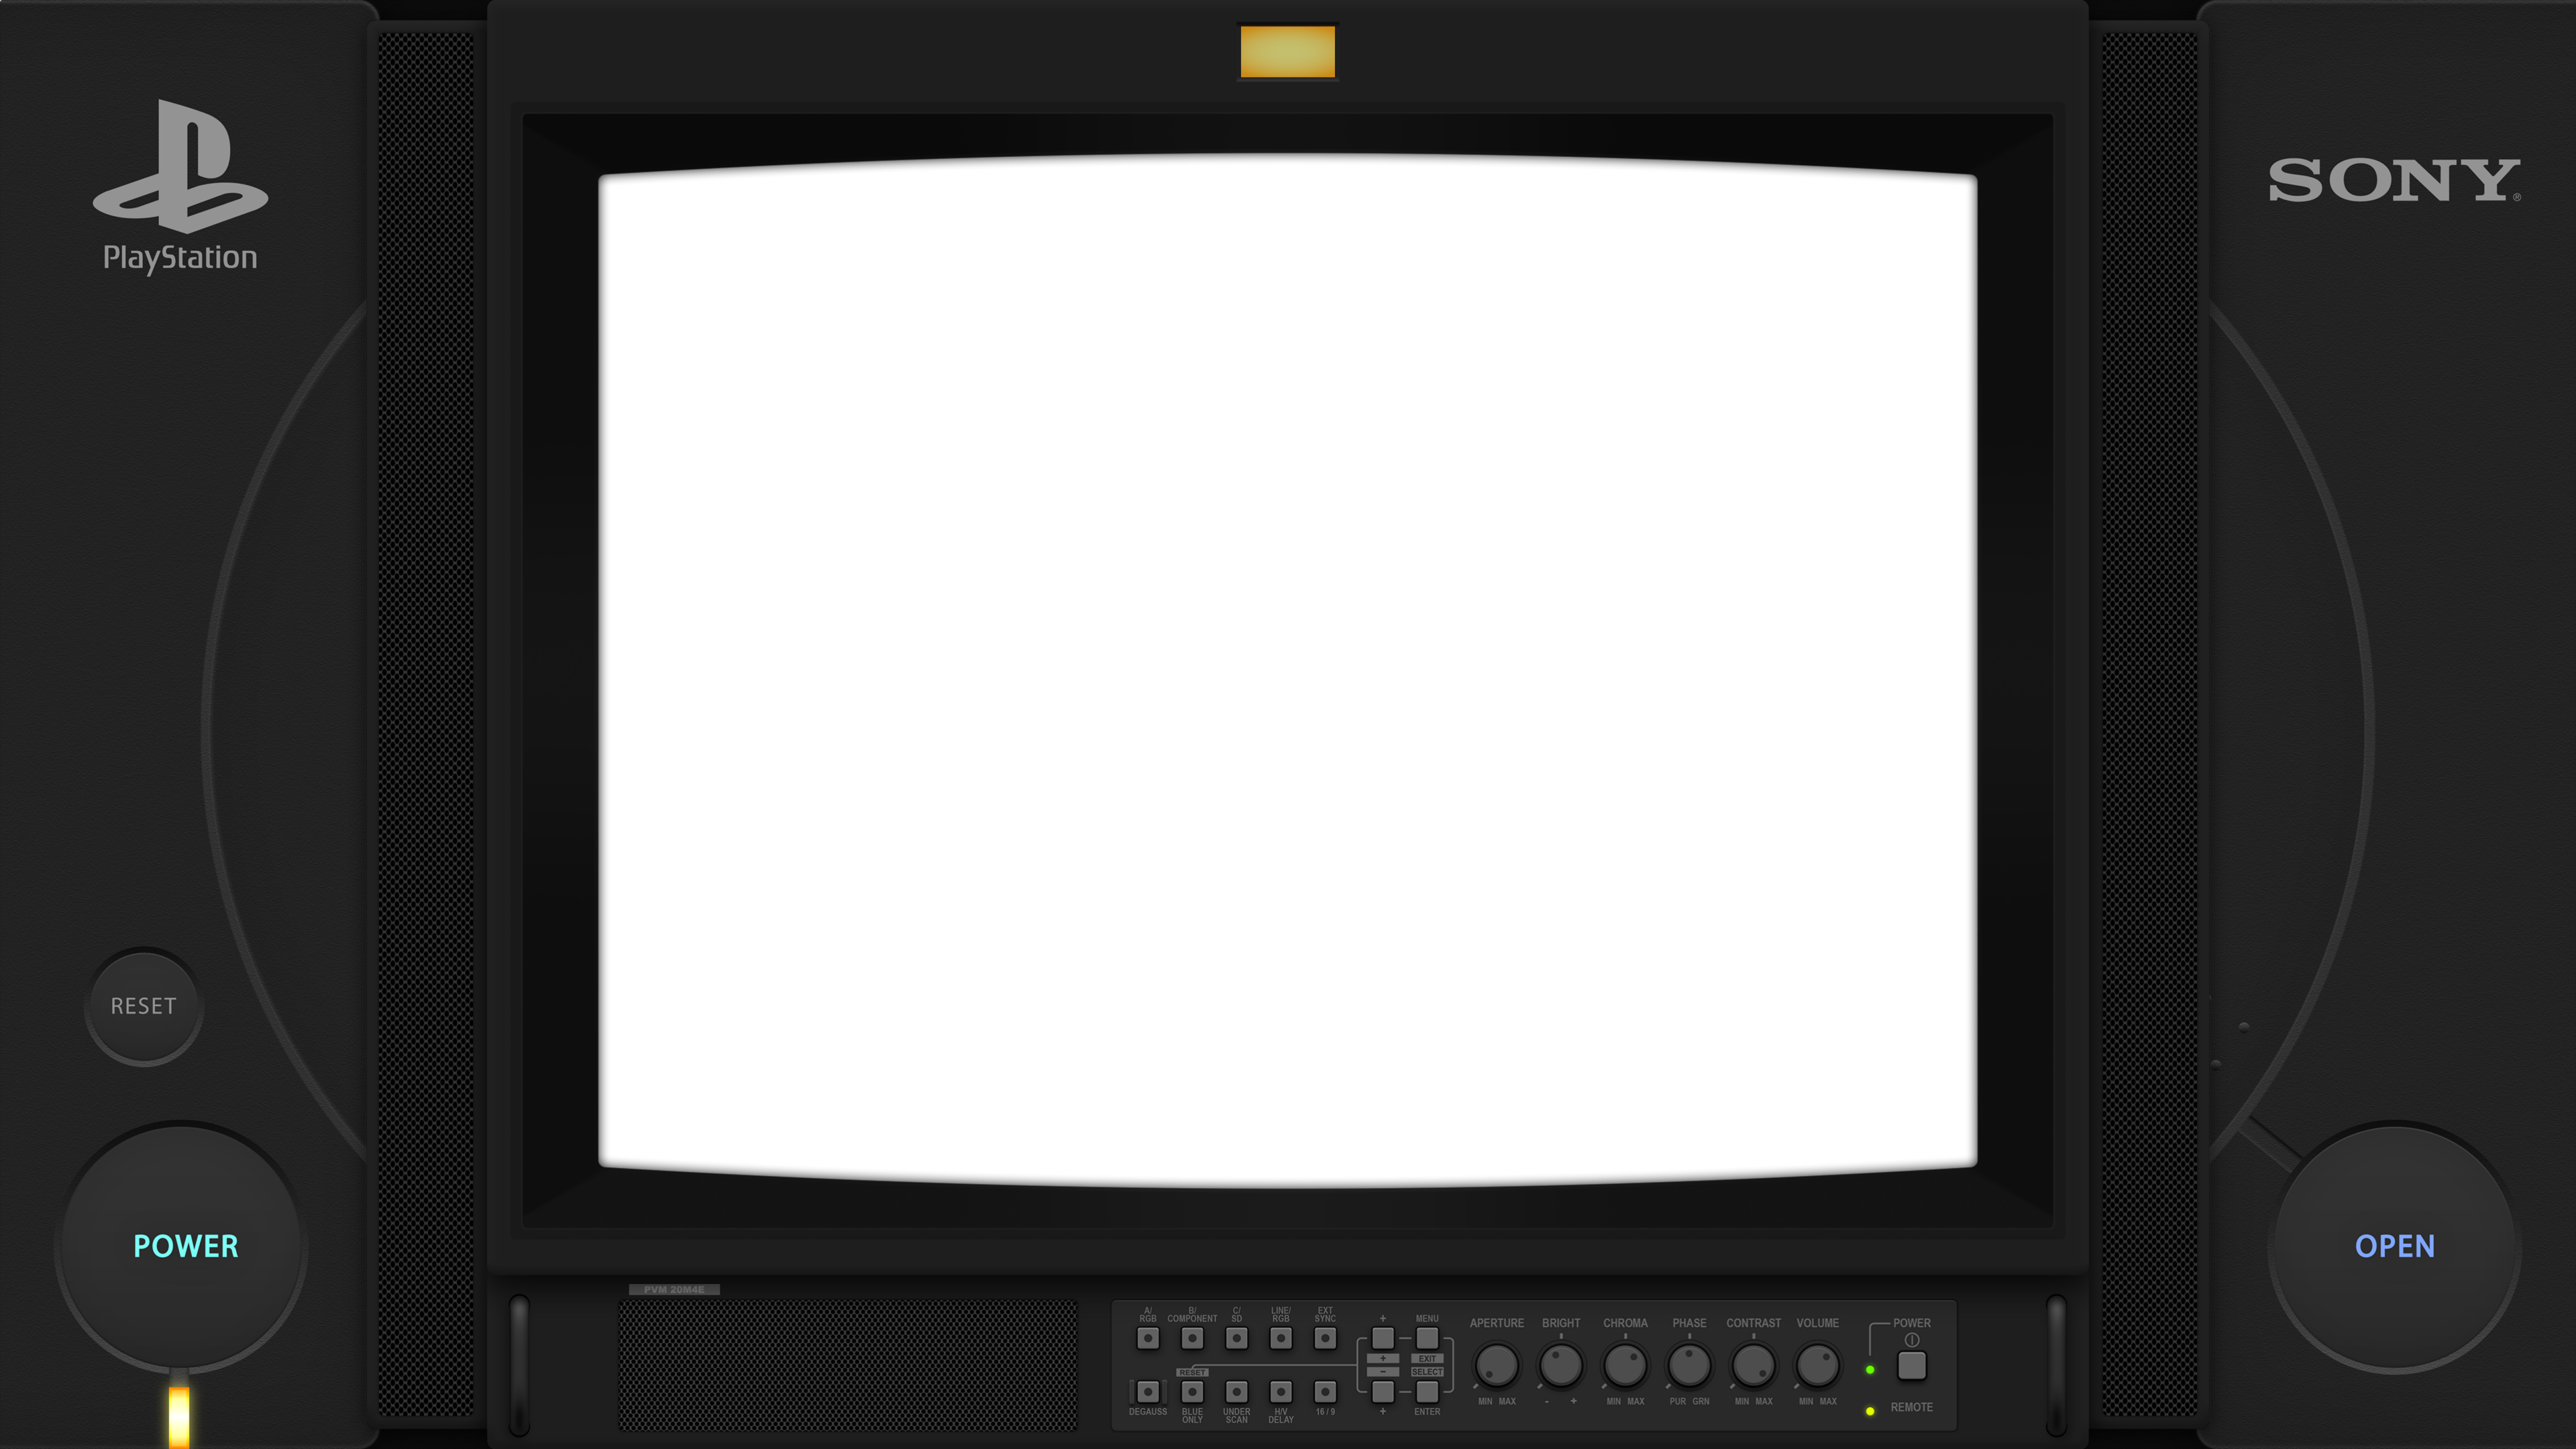 PlayStation
SONY®
RESET
POWER
OPEN
PVM 20M4E
A/
RGB
B/
COMPONENT
C/
SD
LINE/
RGB
EXT
SYNC
+
MENU
+
EXIT
RESET
−
SELECT
DEGAUSS
BLUE
ONLY
UNDER
SCAN
H/V
DELAY
16 / 9
+
ENTER
APERTURE
BRIGHT
CHROMA
PHASE
CONTRAST
VOLUME
MIN MAX
- +
MIN MAX
PUR GRN
MIN MAX
MIN MAX
POWER
REMOTE